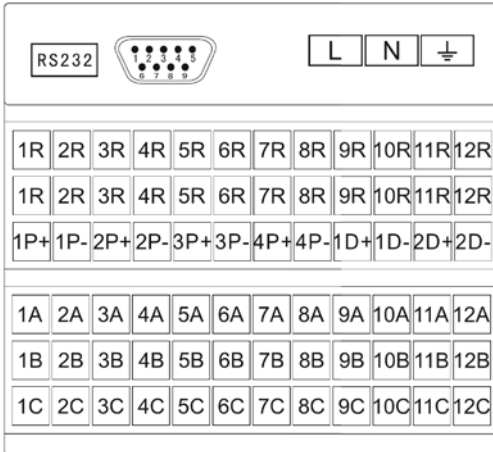 RS232 1 2 3 4 5 L N
6 7 8 9
1R 2R 3R 4R 5R 6R 7R 8R 9R 10R 11R 12R
1R 2R 3R 4R 5R 6R 7R 8R 9R 10R 11R 12R
1P+ 1P- 2P+ 2P- 3P+ 3P- 4P+ 4P- 1D+ 1D- 2D+ 2D-
1A 2A 3A 4A 5A 6A 7A 8A 9A 10A 11A 12A
1B 2B 3B 4B 5B 6B 7B 8B 9B 10B 11B 12B
1C 2C 3C 4C 5C 6C 7C 8C 9C 10C 11C 12C